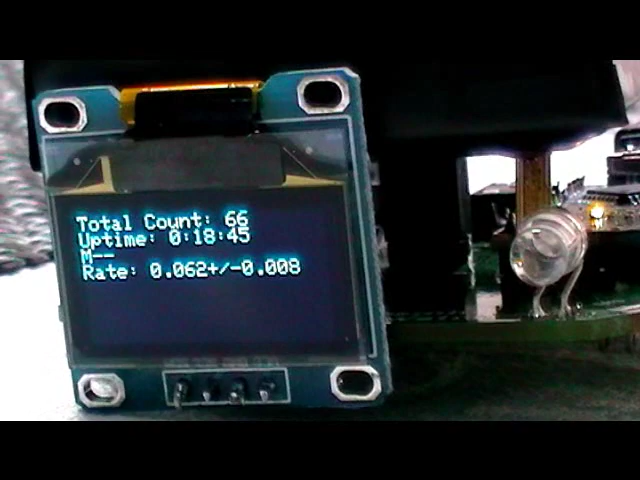 Total Count: 66
Uptime: 0:18:45
M--
Rate: 0.062+/-0.008